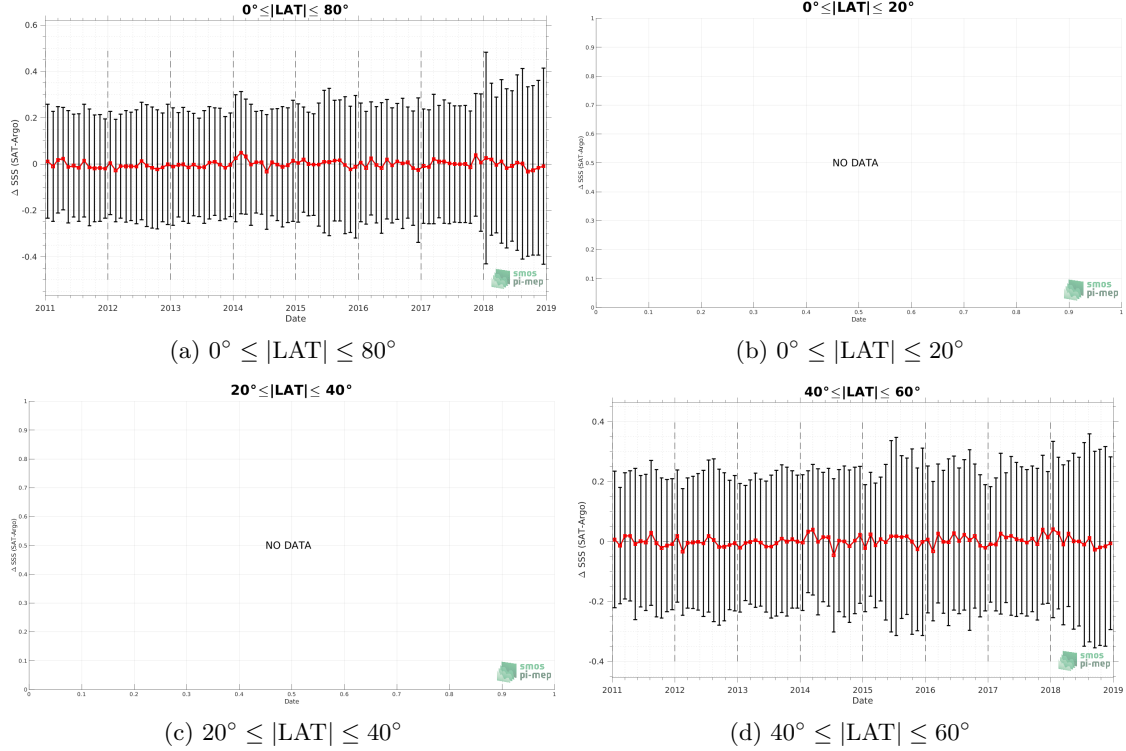 0°≤|LAT|≤ 80°
0.6
0.4
0.2
0
-0.2
-0.4
Δ SSS (SAT-Argo)
smos
pi-mep
2011 2012 2013 2014 2015 2016 2017 2018 2019
Date
(a) 0° ≤ |LAT| ≤ 80°
0°≤|LAT|≤ 20°
1
0.9
0.8
0.7
0.6
0.5
0.4
0.3
0.2
0.1
0
Δ SSS (SAT-Argo)
NO DATA
smos
pi-mep
0 0.1 0.2 0.3 0.4 0.5 0.6 0.7 0.8 0.9 1
Date
(b) 0° ≤ |LAT| ≤ 20°
20°≤|LAT|≤ 40°
1
0.9
0.8
0.7
0.6
0.5
0.4
0.3
0.2
0.1
0
Δ SSS (SAT-Argo)
NO DATA
smos
pi-mep
0 0.1 0.2 0.3 0.4 0.5 0.6 0.7 0.8 0.9 1
Date
(c) 20° ≤ |LAT| ≤ 40°
40°≤|LAT|≤ 60°
0.4
0.2
0
-0.2
-0.4
Δ SSS (SAT-Argo)
smos
pi-mep
2011 2012 2013 2014 2015 2016 2017 2018 2019
Date
(d) 40° ≤ |LAT| ≤ 60°